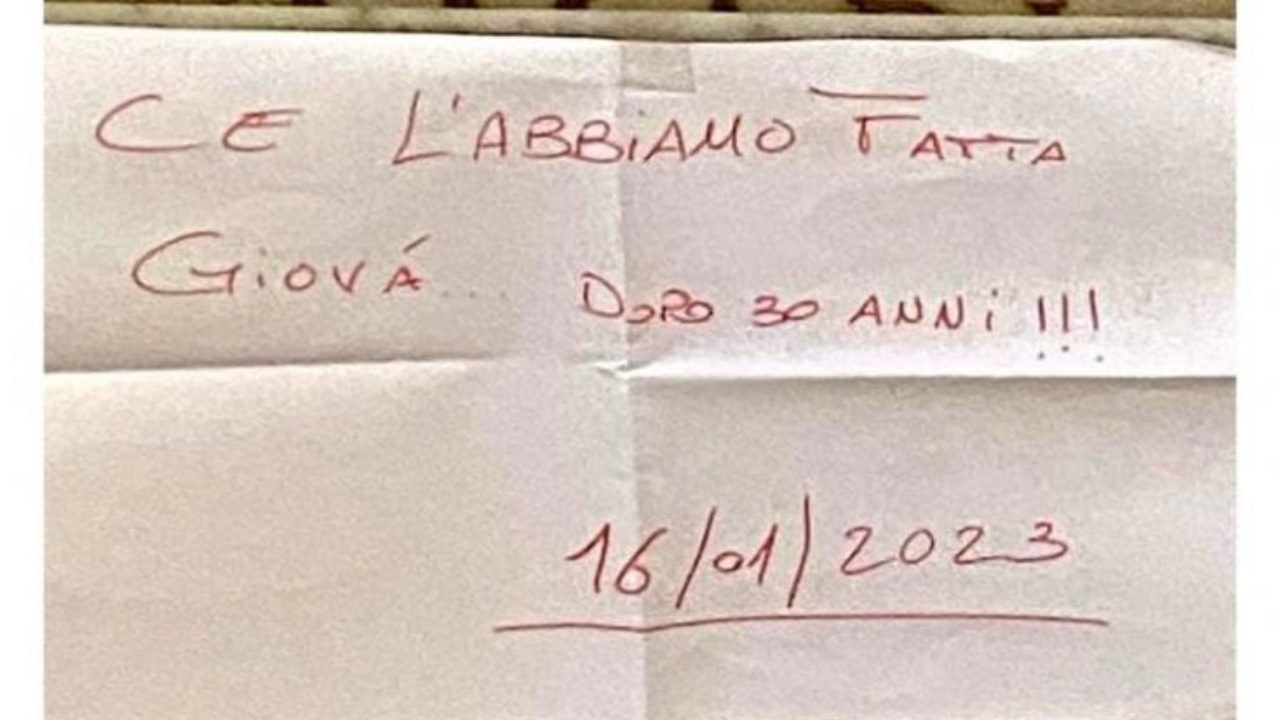 CE L'ABBiAMO FATTA
GiOVÁ... DOPO 30 ANNi!!!
16/01/2023